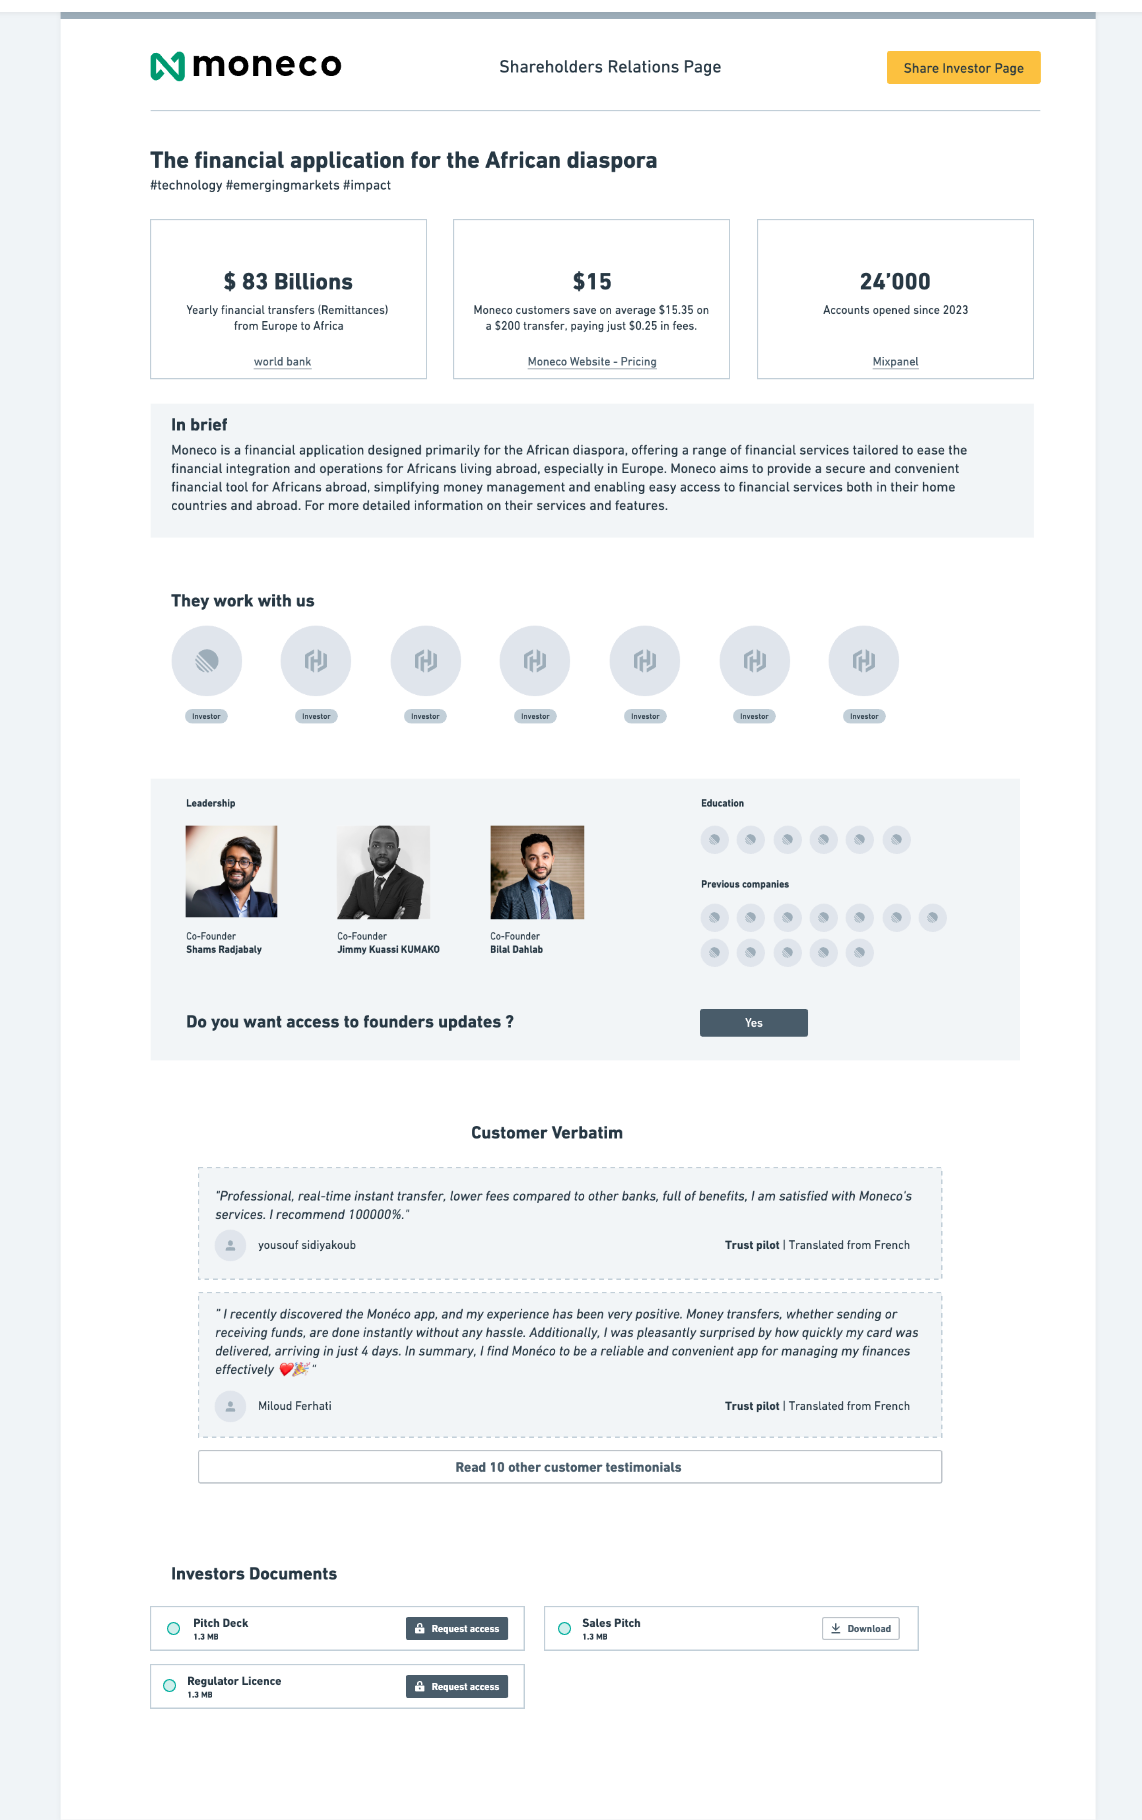 moneco
Shareholders Relations Page
Share Investor Page
The financial application for the African diaspora
#technology #emergingmarkets #impact
$ 83 Billions
Yearly financial transfers (Remittances)
from Europe to Africa
world bank
$15
Moneco customers save on average $15.35 on
a $200 transfer, paying just $0.25 in fees.
Moneco Website - Pricing
24’000
Accounts opened since 2023
Mixpanel
In brief
Moneco is a financial application designed primarily for the African diaspora, offering a range of financial services tailored to ease the
financial integration and operations for Africans living abroad, especially in Europe. Moneco aims to provide a secure and convenient
financial tool for Africans abroad, simplifying money management and enabling easy access to financial services both in their home
countries and abroad. For more detailed information on their services and features.
They work with us
Investor
Investor
Investor
Investor
Investor
Investor
Investor
Leadership
Co-Founder
Shams Radjabaly
Co-Founder
Jimmy Kuassi KUMAKO
Co-Founder
Bilal Dahlab
Education
Previous companies
Do you want access to founders updates ?
Yes
Customer Verbatim
"Professional, real-time instant transfer, lower fees compared to other banks, full of benefits, I am satisfied with Moneco's
services. I recommend 100000%."
yousouf sidiyakoub
Trust pilot | Translated from French
“ I recently discovered the Monéco app, and my experience has been very positive. Money transfers, whether sending or
receiving funds, are done instantly without any hassle. Additionally, I was pleasantly surprised by how quickly my card was
delivered, arriving in just 4 days. In summary, I find Monéco to be a reliable and convenient app for managing my finances
effectively ❤️🎉 “
Miloud Ferhati
Trust pilot | Translated from French
Read 10 other customer testimonials
Investors Documents
Pitch Deck
1.3 MB
Request access
Sales Pitch
1.3 MB
Download
Regulator Licence
1.3 MB
Request access